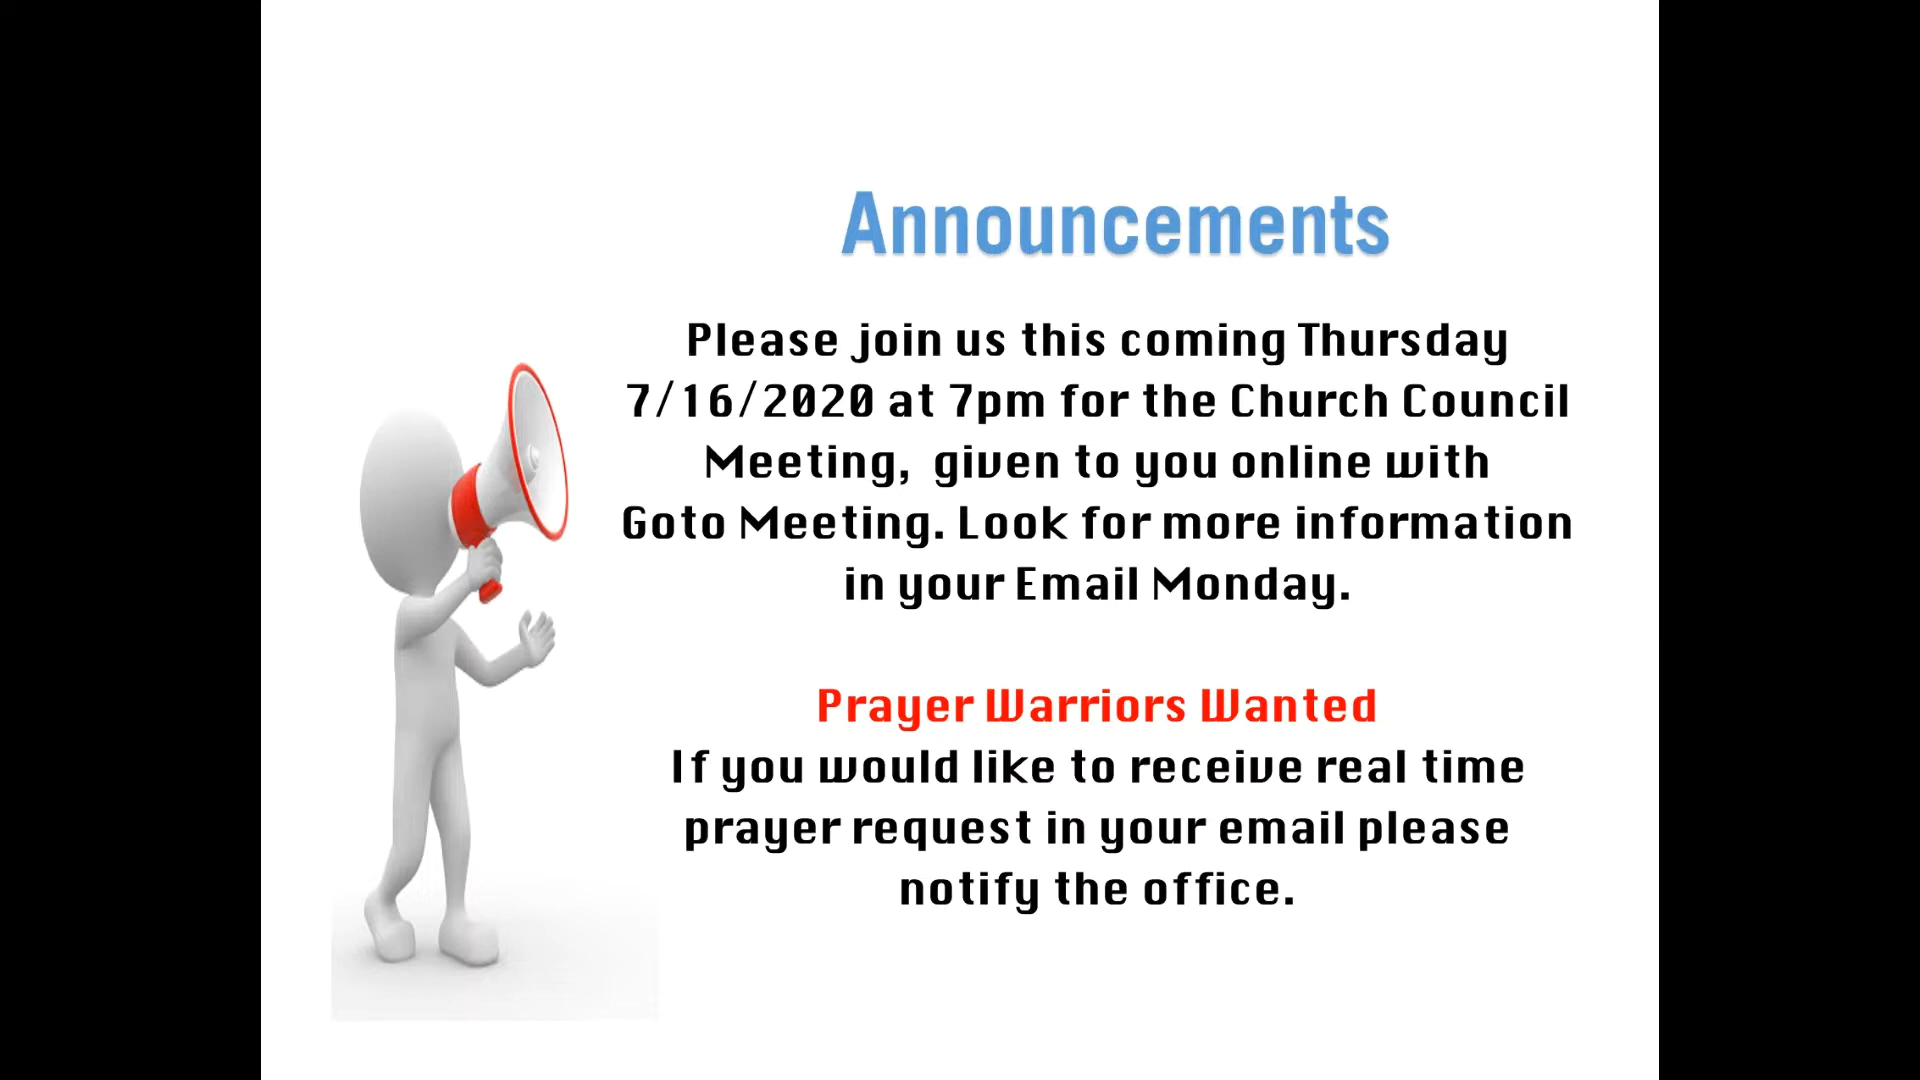 Announcements
Please join us this coming Thursday
7/16/2020 at 7pm for the Church Council
Meeting, given to you online with
Goto Meeting. Look for more information
in your Email Monday.
Prayer Warriors Wanted
If you would like to receive real time
prayer request in your email please
notify the office.